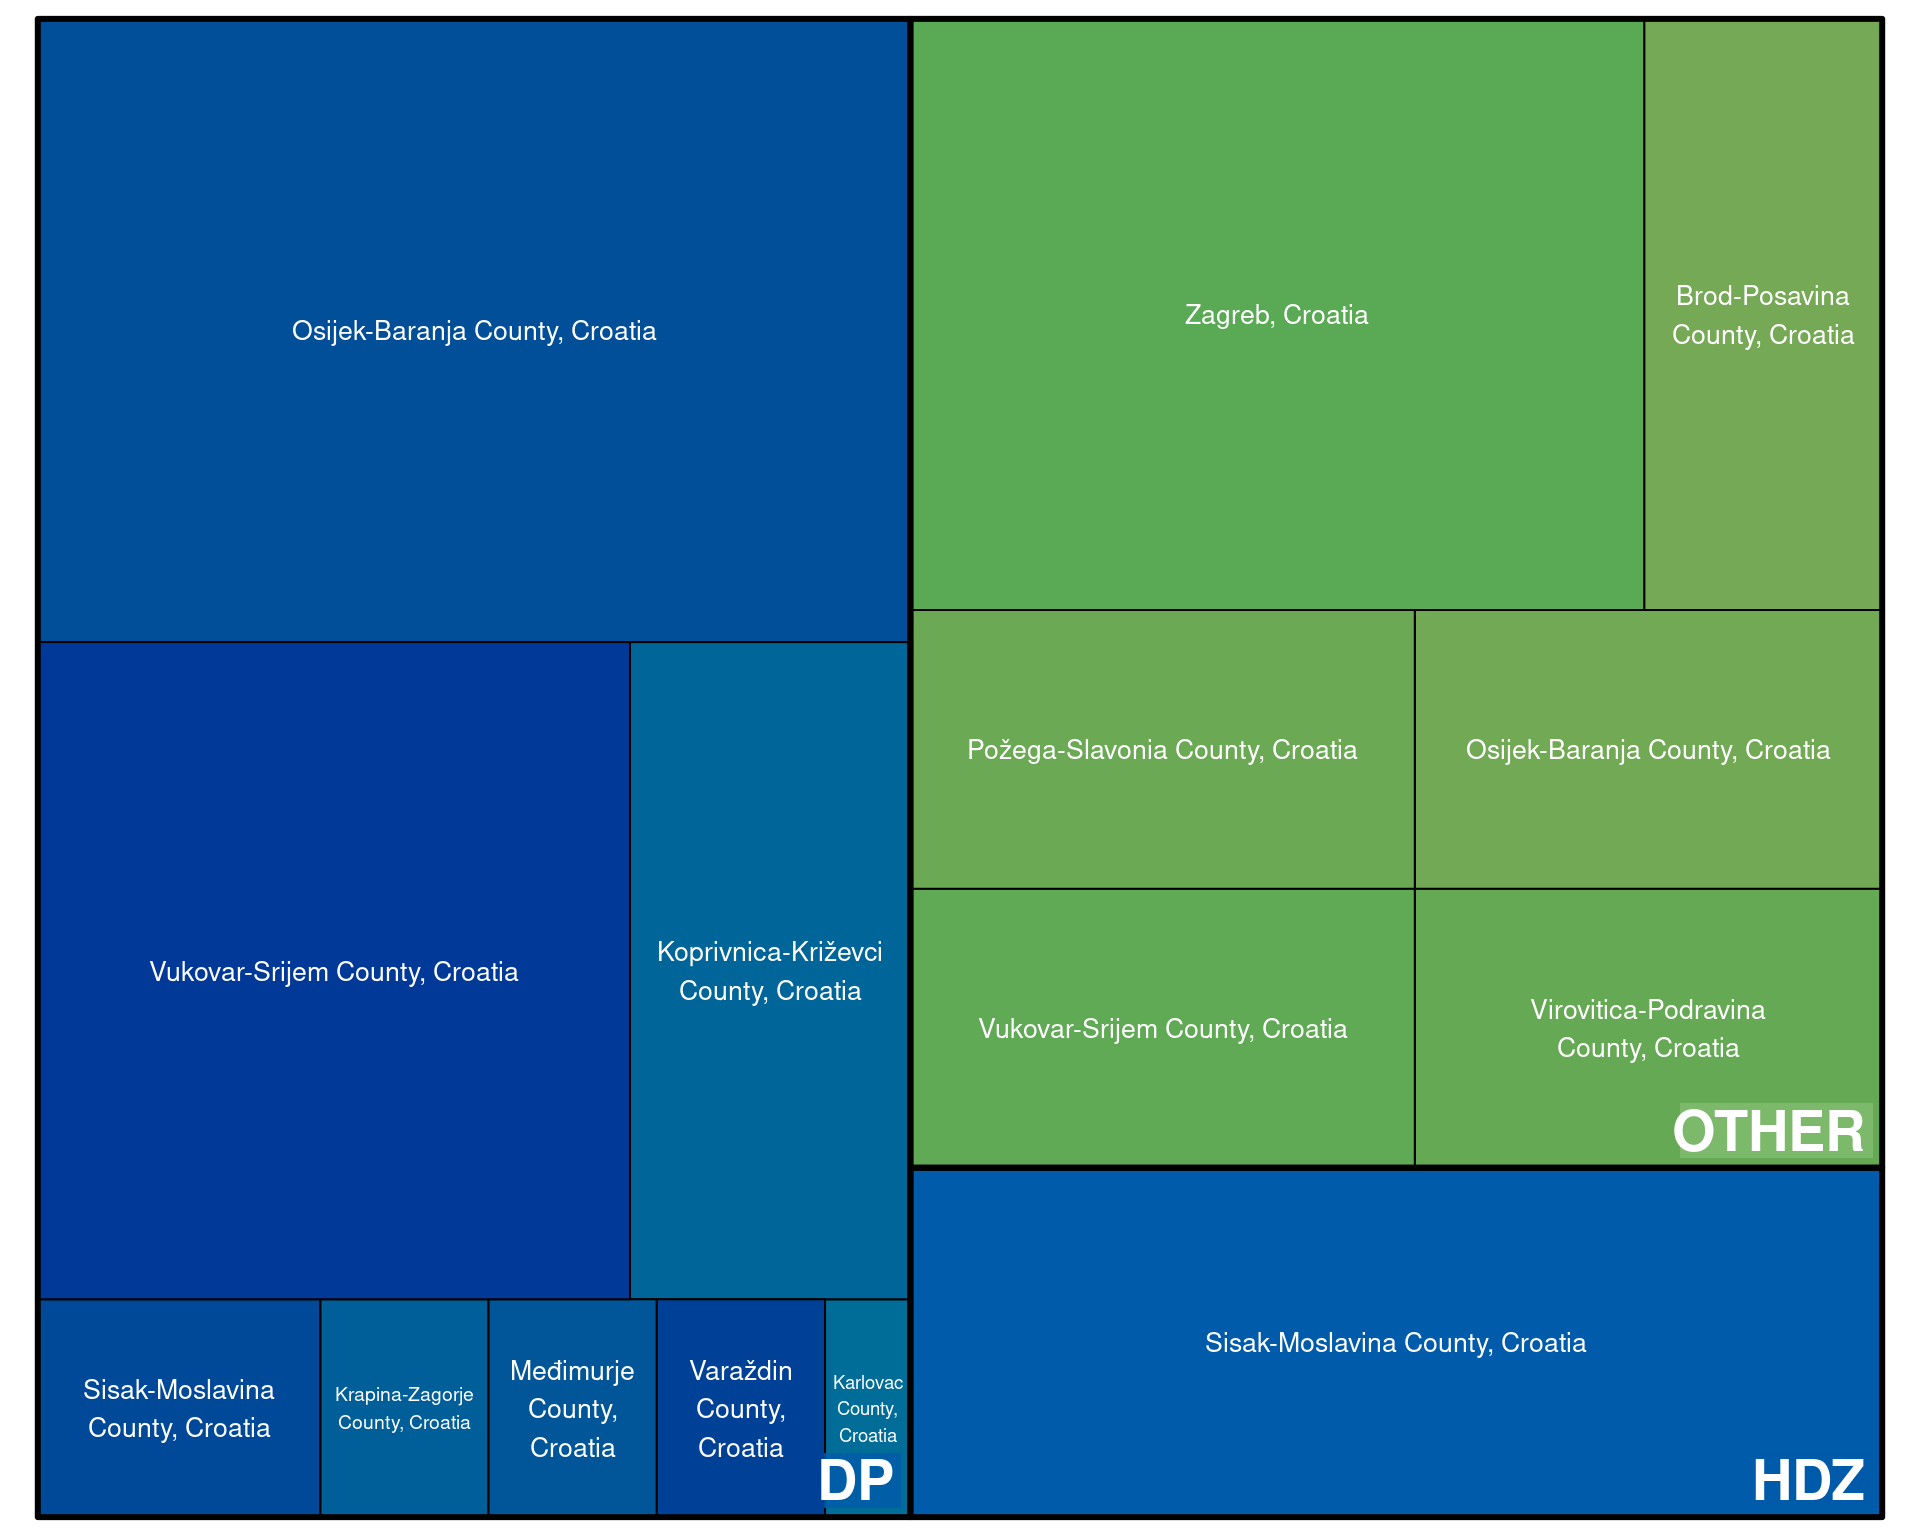 Osijek-Baranja County, Croatia
Vukovar-Srijem County, Croatia
Koprivnica-Križevci
County, Croatia
Sisak-Moslavina
County, Croatia
Krapina-Zagorje
County, Croatia
Međimurje
County,
Croatia
Varaždin
County,
Croatia
Karlovac
County,
Croatia
DP
Zagreb, Croatia
Brod-Posavina
County, Croatia
Požega-Slavonia County, Croatia
Osijek-Baranja County, Croatia
Vukovar-Srijem County, Croatia
Virovitica-Podravina
County, Croatia
OTHER
Sisak-Moslavina County, Croatia
HDZ